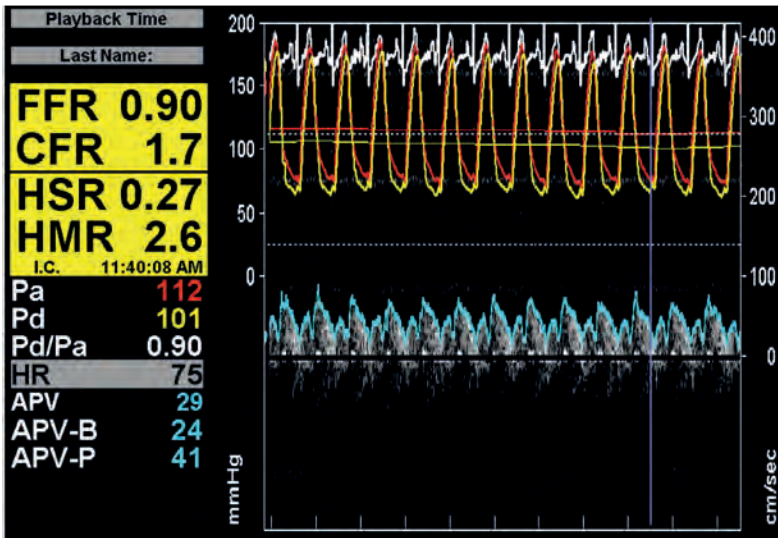 Playback Time
Last Name:
FFR 0.90
CFR 1.7
HSR 0.27
HMR 2.6
I.C. 11:40:08 AM
Pa 112
Pd 101
Pd/Pa 0.90
HR 75
APV 29
APV-B 24
APV-P 41
200
150
100
50
0
mmHg
400
300
200
100
0
cm/sec